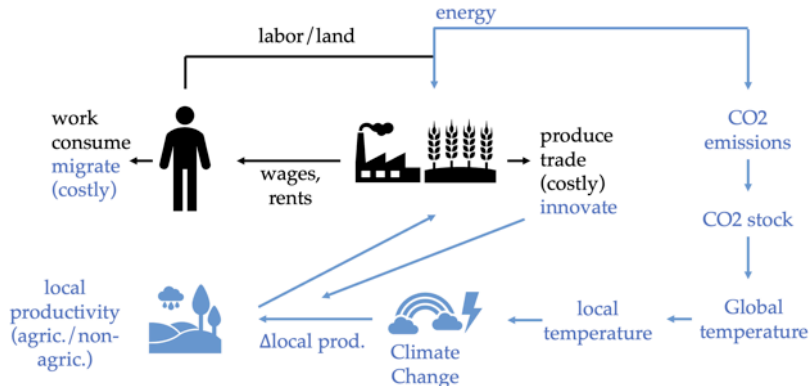 energy
labor/land
work
consume
migrate
(costly)
wages,
rents
produce
trade
(costly)
innovate
CO2
emissions
CO2 stock
Global
temperature
local
temperature
Climate
Change
Δlocal prod.
local
productivity
(agric./non-
agric.)